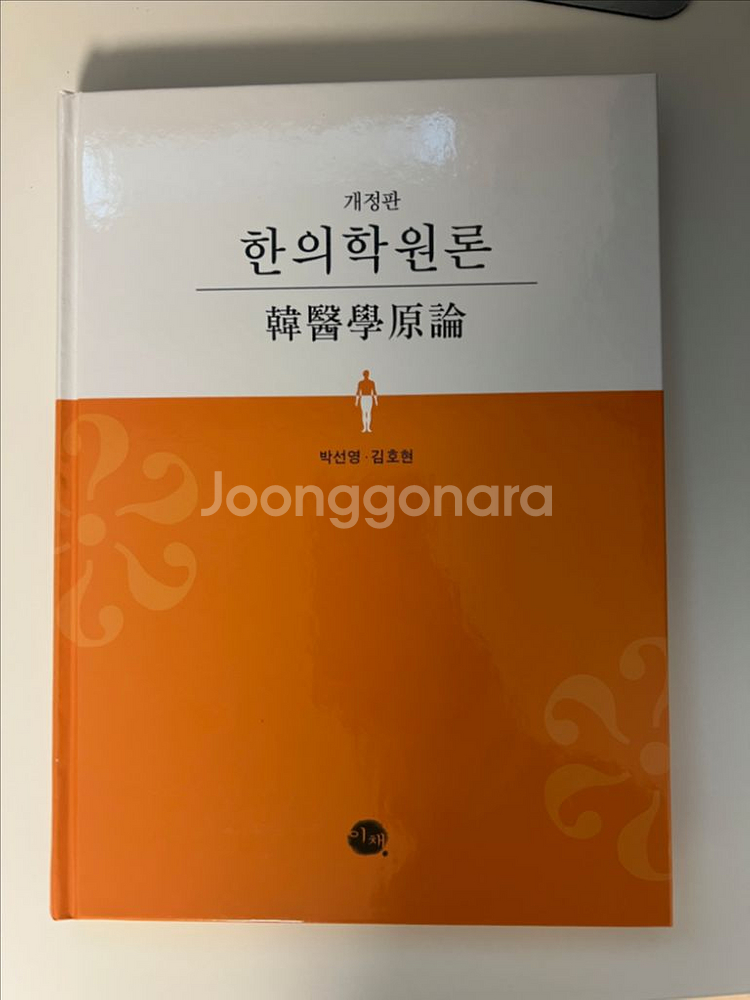 개정판
한의학원론
韓醫學原論
박선영·김호현
Joonggonara
이채